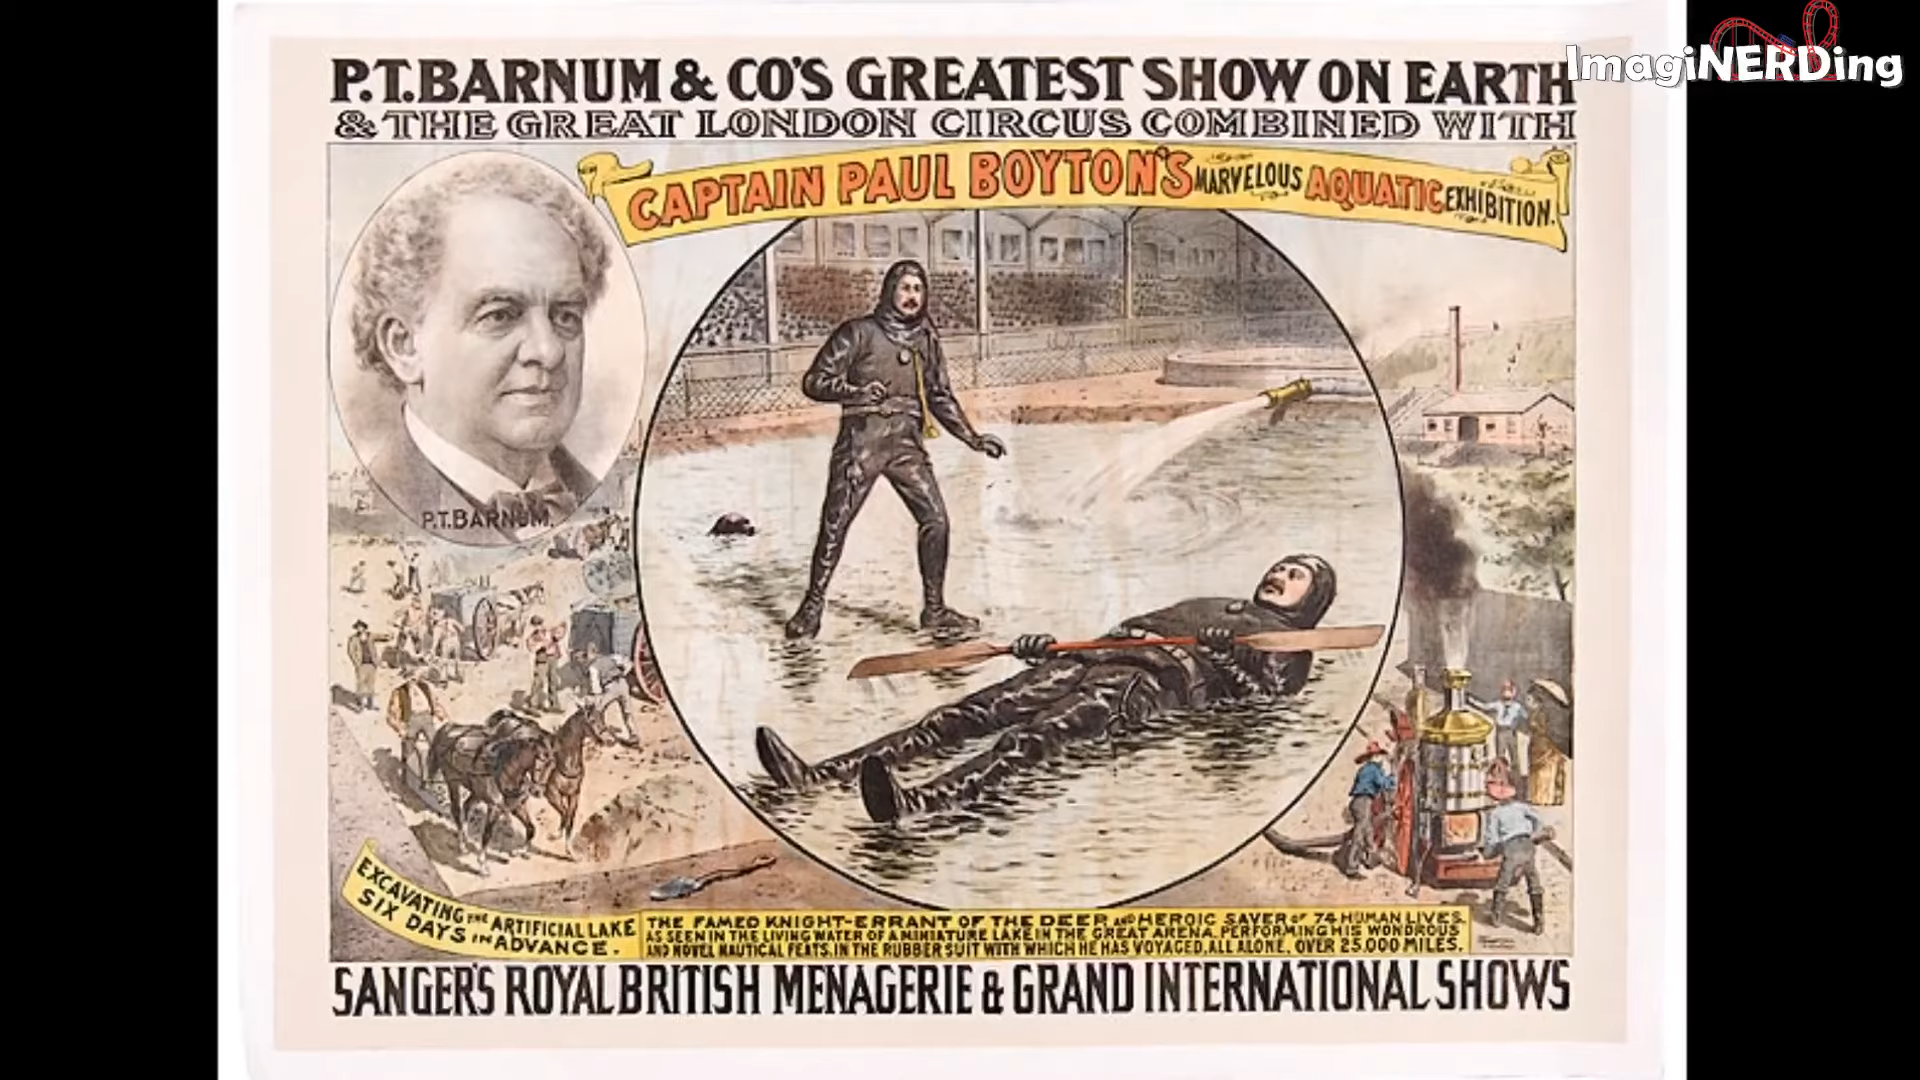 ImagiNERDing
P.T.BARNUM & CO'S GREATEST SHOW ON EARTH
& THE GREAT LONDON CIRCUS COMBINED WITH
CAPTAIN PAUL BOYTON'S MARVELOUS AQUATIC EXHIBITION.
P.T.BARNUM.
EXCAVATING THE ARTIFICIAL LAKE
SIX DAYS IN ADVANCE.
THE FAMED KNIGHT-ERRANT OF THE DEEP, AND HEROIC SAVER OF 74 HUMAN LIVES.
AS SEEN IN THE LIVING WATER OF A MINIATURE LAKE IN THE GREAT ARENA, PERFORMING HIS WONDROUS
AND NOVEL NAUTICAL FEATS, IN THE RUBBER SUIT WITH WHICH HE HAS VOYAGED, ALL ALONE, OVER 25,000 MILES.
SANGER'S ROYAL BRITISH MENAGERIE & GRAND INTERNATIONAL SHOWS